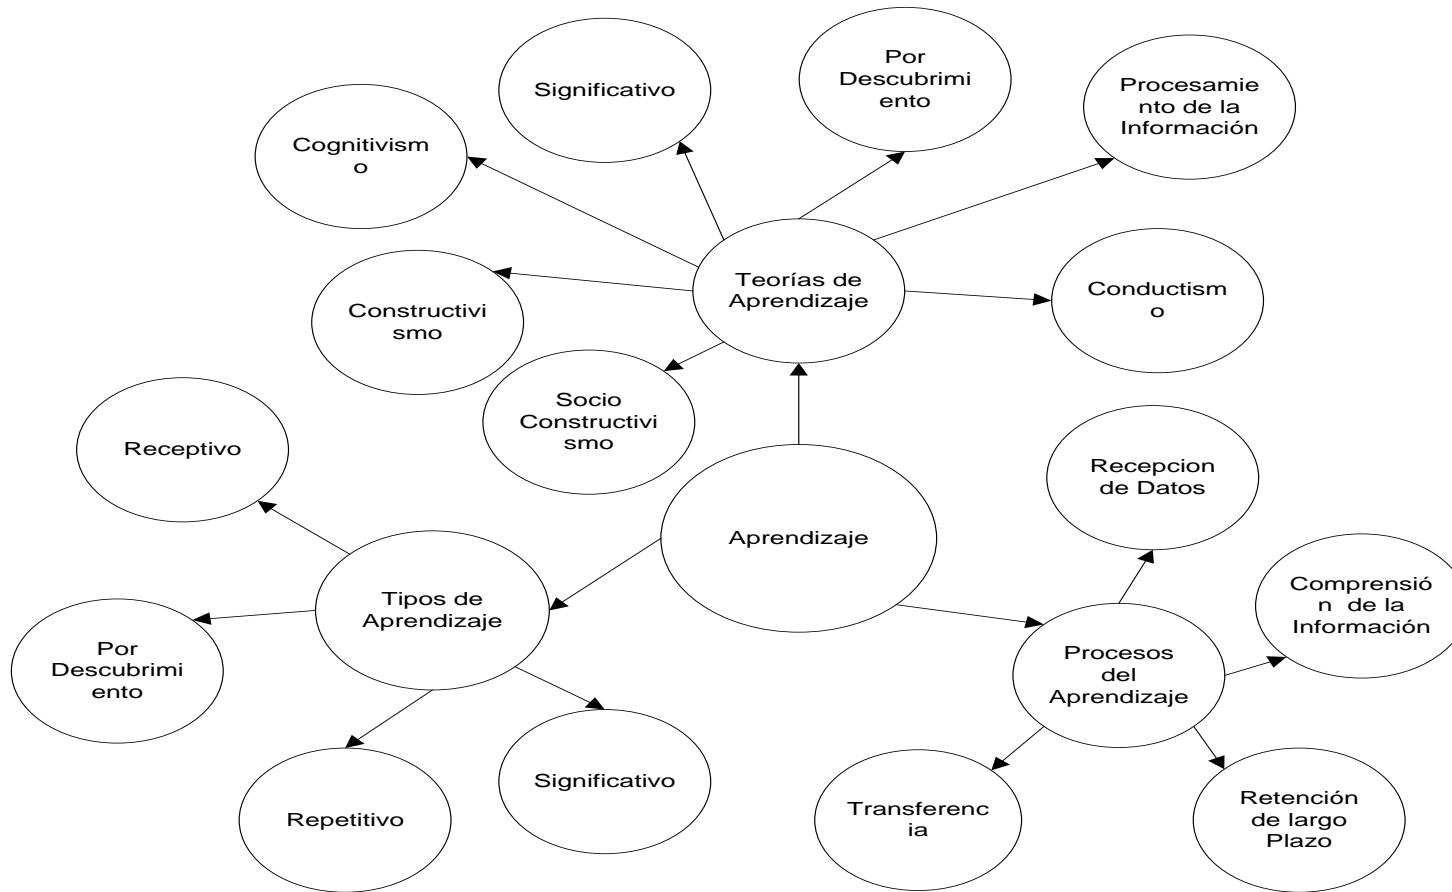 Por
Descubrimi
ento
Significativo
Procesamie
nto de la
Información
Cognitivism
o
Teorías de
Aprendizaje
Conductism
o
Constructivi
smo
Socio
Constructivi
smo
Receptivo
Recepcion
de Datos
Aprendizaje
Tipos de
Aprendizaje
Comprensió
n  de la
Información
Por
Descubrimi
ento
Procesos
del
Aprendizaje
Significativo
Repetitivo
Transferenc
ia
Retención
de largo
Plazo